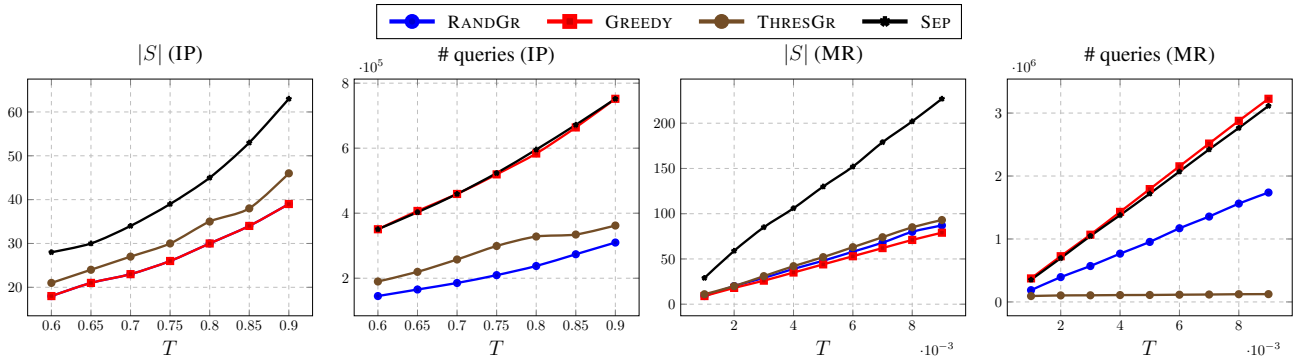 RANDGR GREEDY THRESGR SEP
|S| (IP) # queries (IP) |S| (MR) # queries (MR)
·10^5 ·10^6
60 50 40 30 20
0.6 0.65 0.7 0.75 0.8 0.85 0.9
T
8 6 4 2
0.6 0.65 0.7 0.75 0.8 0.85 0.9
T
200 150 100 50 0
2 4 6 8
T ·10^−3
3 2 1 0
2 4 6 8
T ·10^−3